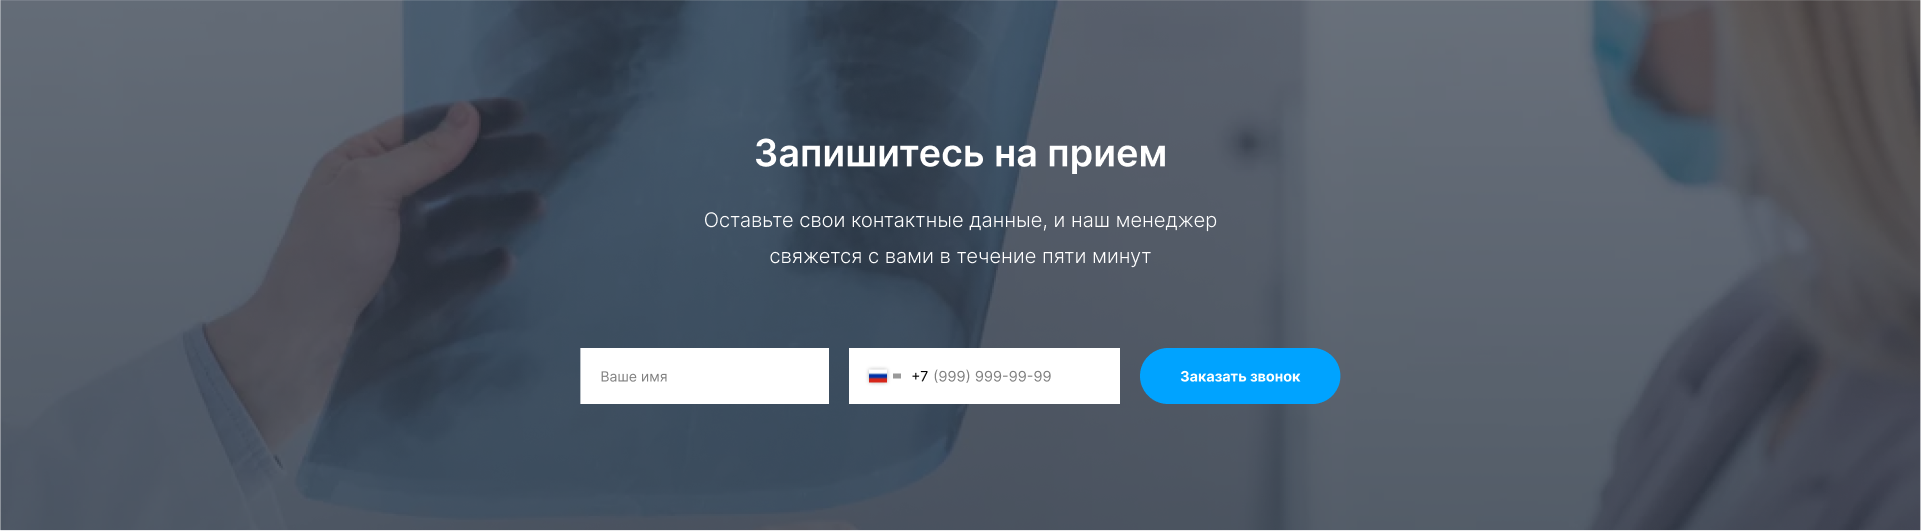 Запишитесь на прием
Оставьте свои контактные данные, и наш менеджер
свяжется с вами в течение пяти минут
Ваше имя
+7 (999) 999-99-99
Заказать звонок